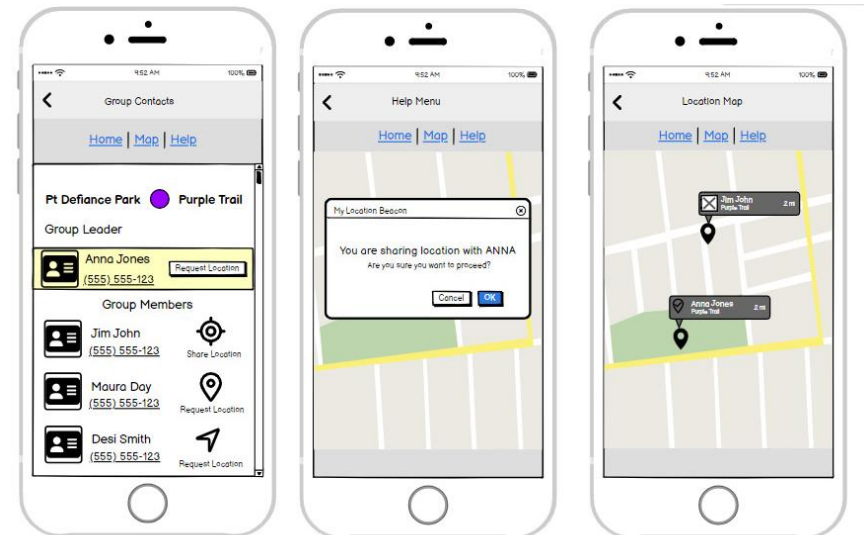 9:52 AM 100%
Group Contacts
Home | Map | Help
Pt Defiance Park Purple Trail
Group Leader
Anna Jones
(555) 555-123
Request Location
Group Members
Jim John
(555) 555-123
Share Location
Maura Day
(555) 555-123
Request Location
Desi Smith
(555) 555-123
Request Location
9:52 AM 100%
Help Menu
Home | Map | Help
My Location Beacon
You are sharing location with ANNA
Are you sure you want to proceed?
Cancel OK
9:52 AM 100%
Location Map
Home | Map | Help
Jim John
Purple Trail
2 mi
Anna Jones
Purple Trail
2 mi